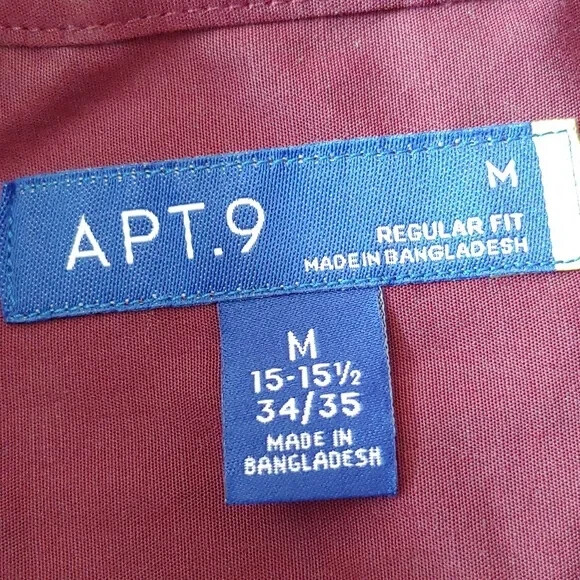 M
APT.9
REGULAR FIT
MADE IN BANGLADESH
M
15-15½
34/35
MADE IN
BANGLADESH